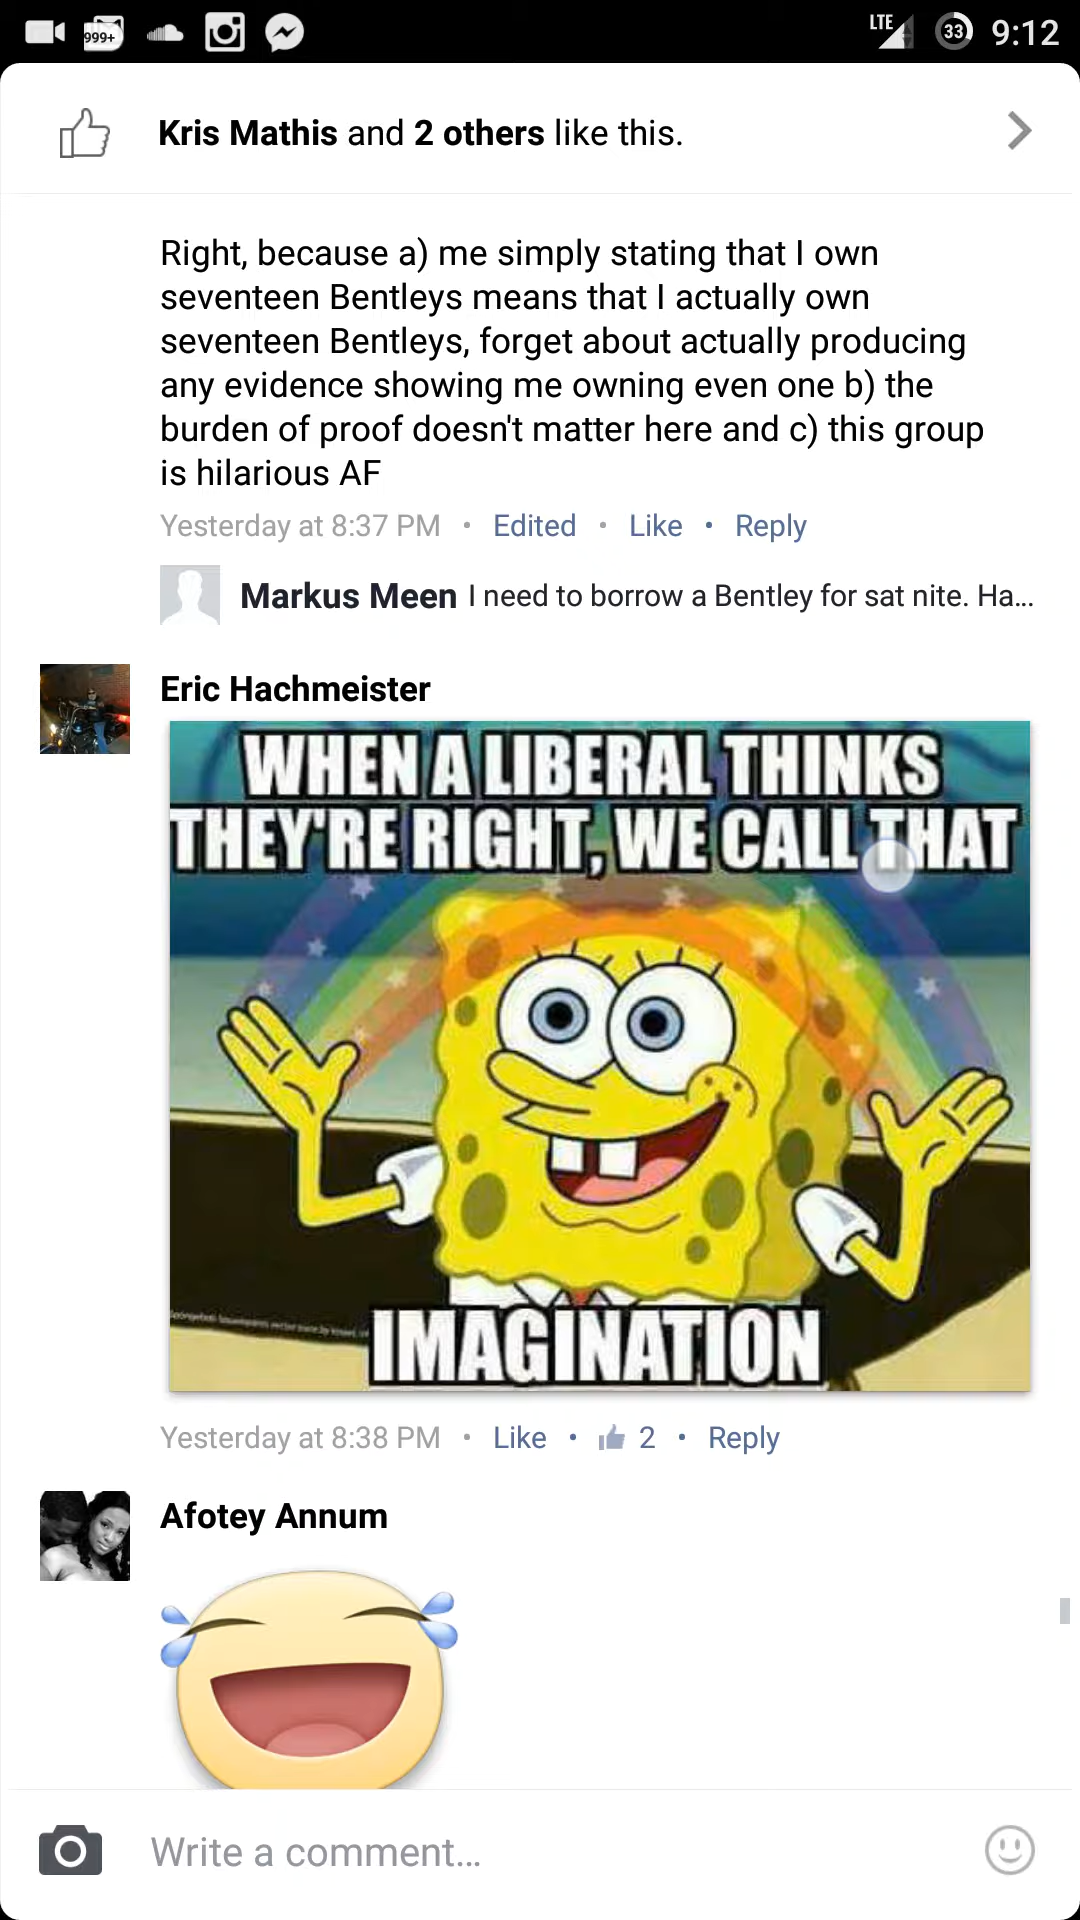 999+
LTE
33
9:12
Kris Mathis and 2 others like this.
Right, because a) me simply stating that I own
seventeen Bentleys means that I actually own
seventeen Bentleys, forget about actually producing
any evidence showing me owning even one b) the
burden of proof doesn't matter here and c) this group
is hilarious AF
Yesterday at 8:37 PM • Edited • Like • Reply
Markus Meen I need to borrow a Bentley for sat nite. Ha...
Eric Hachmeister
WHEN A LIBERAL THINKS
THEY'RE RIGHT, WE CALL THAT
IMAGINATION
Yesterday at 8:38 PM • Like • 2 • Reply
Afotey Annum
Write a comment...